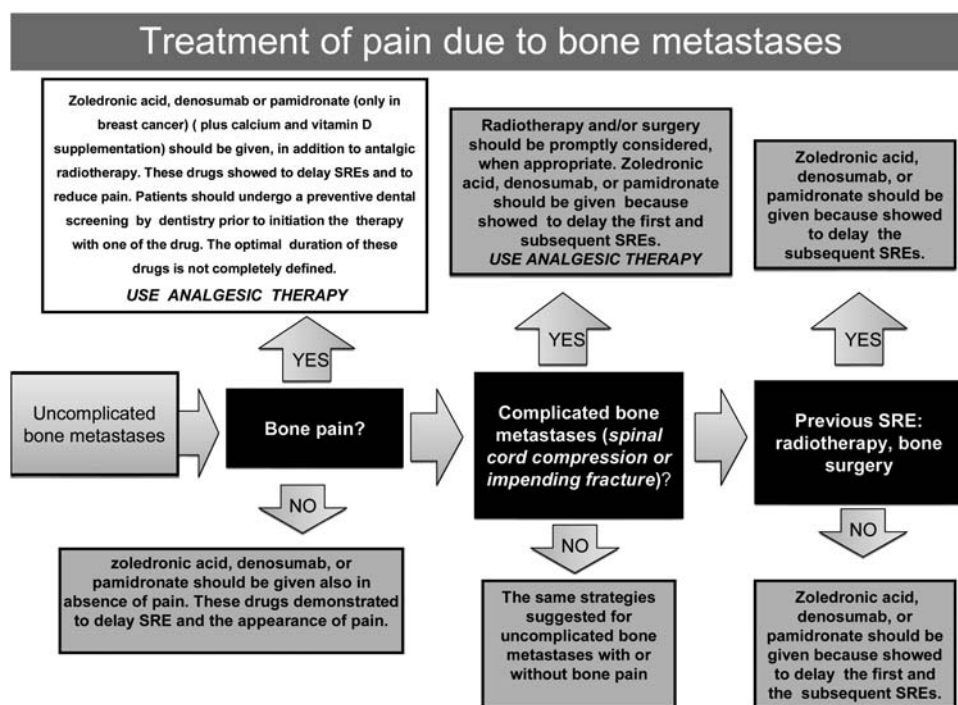 Treatment of pain due to bone metastases
Zoledronic acid, denosumab or pamidronate (only in
breast cancer) ( plus calcium and vitamin D
supplementation) should be given, in addition to antalgic
radiotherapy. These drugs showed to delay SREs and to
reduce pain. Patients should undergo a preventive dental
screening by dentistry prior to initiation the therapy
with one of the drug. The optimal duration of these
drugs is not completely defined.
USE ANALGESIC THERAPY
Radiotherapy and/or surgery
should be promptly considered,
when appropriate. Zoledronic
acid, denosumab, or pamidronate
should be given because
showed to delay the first and
subsequent SREs.
USE ANALGESIC THERAPY
Zoledronic acid,
denosumab, or
pamidronate should be
given because showed
to delay the
subsequent SREs.
YES
YES
YES
Uncomplicated
bone metastases
Bone pain?
Complicated bone
metastases (spinal
cord compression or
impending fracture)?
Previous SRE:
radiotherapy, bone
surgery
NO
NO
NO
zoledronic acid, denosumab, or
pamidronate should be given also in
absence of pain. These drugs demonstrated
to delay SRE and the appearance of pain.
The same strategies
suggested for
uncomplicated bone
metastases with or
without bone pain
Zoledronic acid,
denosumab, or
pamidronate should be
given because showed
to delay the first and
the subsequent SREs.